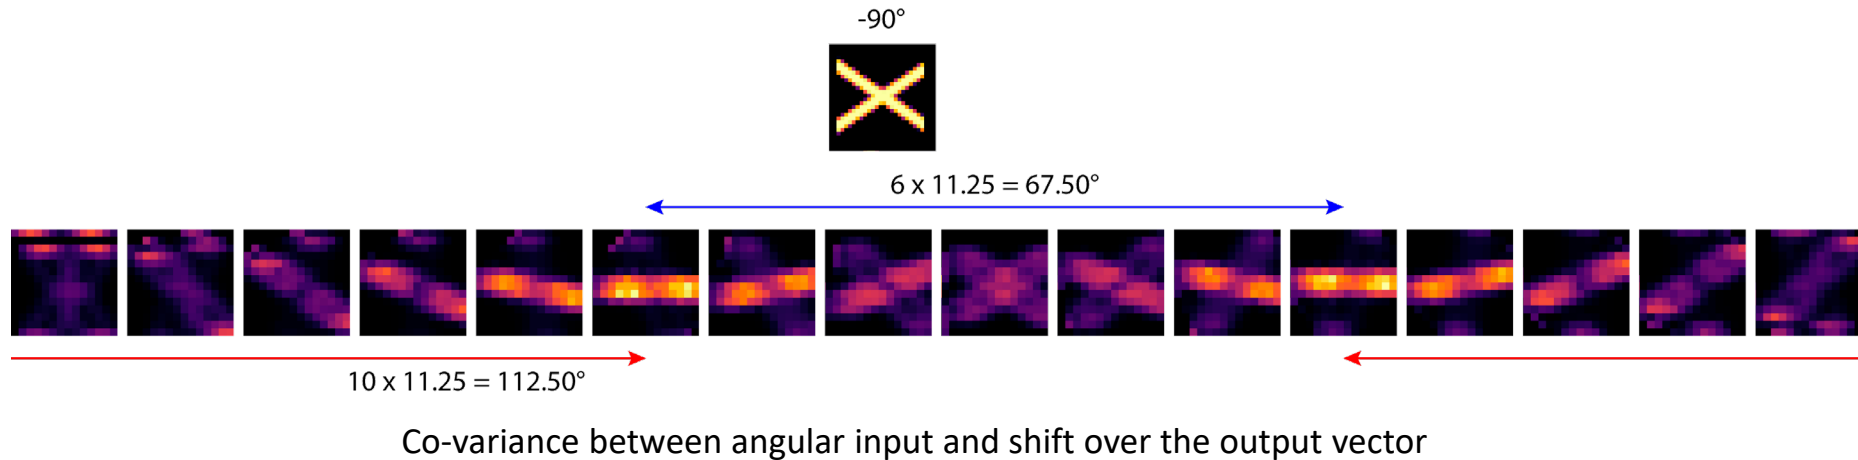 -90°
6 x 11.25 = 67.50°
10 x 11.25 = 112.50°
Co-variance between angular input and shift over the output vector